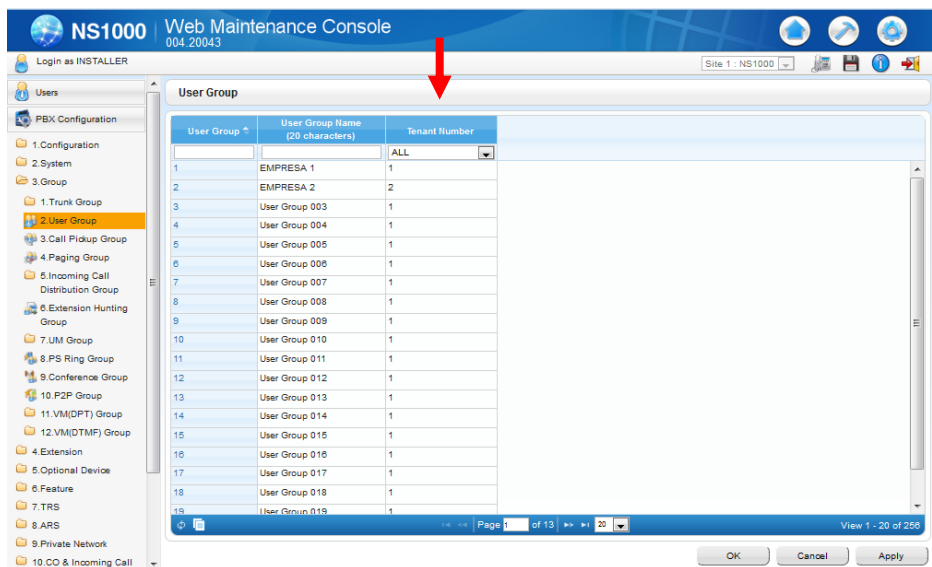 NS1000
Web Maintenance Console
004.20043
Login as INSTALLER
Site 1 : NS1000
Users
PBX Configuration
1.Configuration
2.System
3.Group
1.Trunk Group
2.User Group
3.Call Pickup Group
4.Paging Group
5.Incoming Call
Distribution Group
6.Extension Hunting
Group
7.UM Group
8.PS Ring Group
9.Conference Group
10.P2P Group
11.VM(DPT) Group
12.VM(DTMF) Group
4.Extension
5.Optional Device
6.Feature
7.TRS
8.ARS
9.Private Network
10.CO & Incoming Call
User Group
User Group User Group Name (20 characters) Tenant Number
ALL
1 EMPRESA 1 1
2 EMPRESA 2 2
3 User Group 003 1
4 User Group 004 1
5 User Group 005 1
6 User Group 006 1
7 User Group 007 1
8 User Group 008 1
9 User Group 009 1
10 User Group 010 1
11 User Group 011 1
12 User Group 012 1
13 User Group 013 1
14 User Group 014 1
15 User Group 015 1
16 User Group 016 1
17 User Group 017 1
18 User Group 018 1
19 User Group 019 1
Page 1 of 13 20 View 1 - 20 of 256
OK Cancel Apply